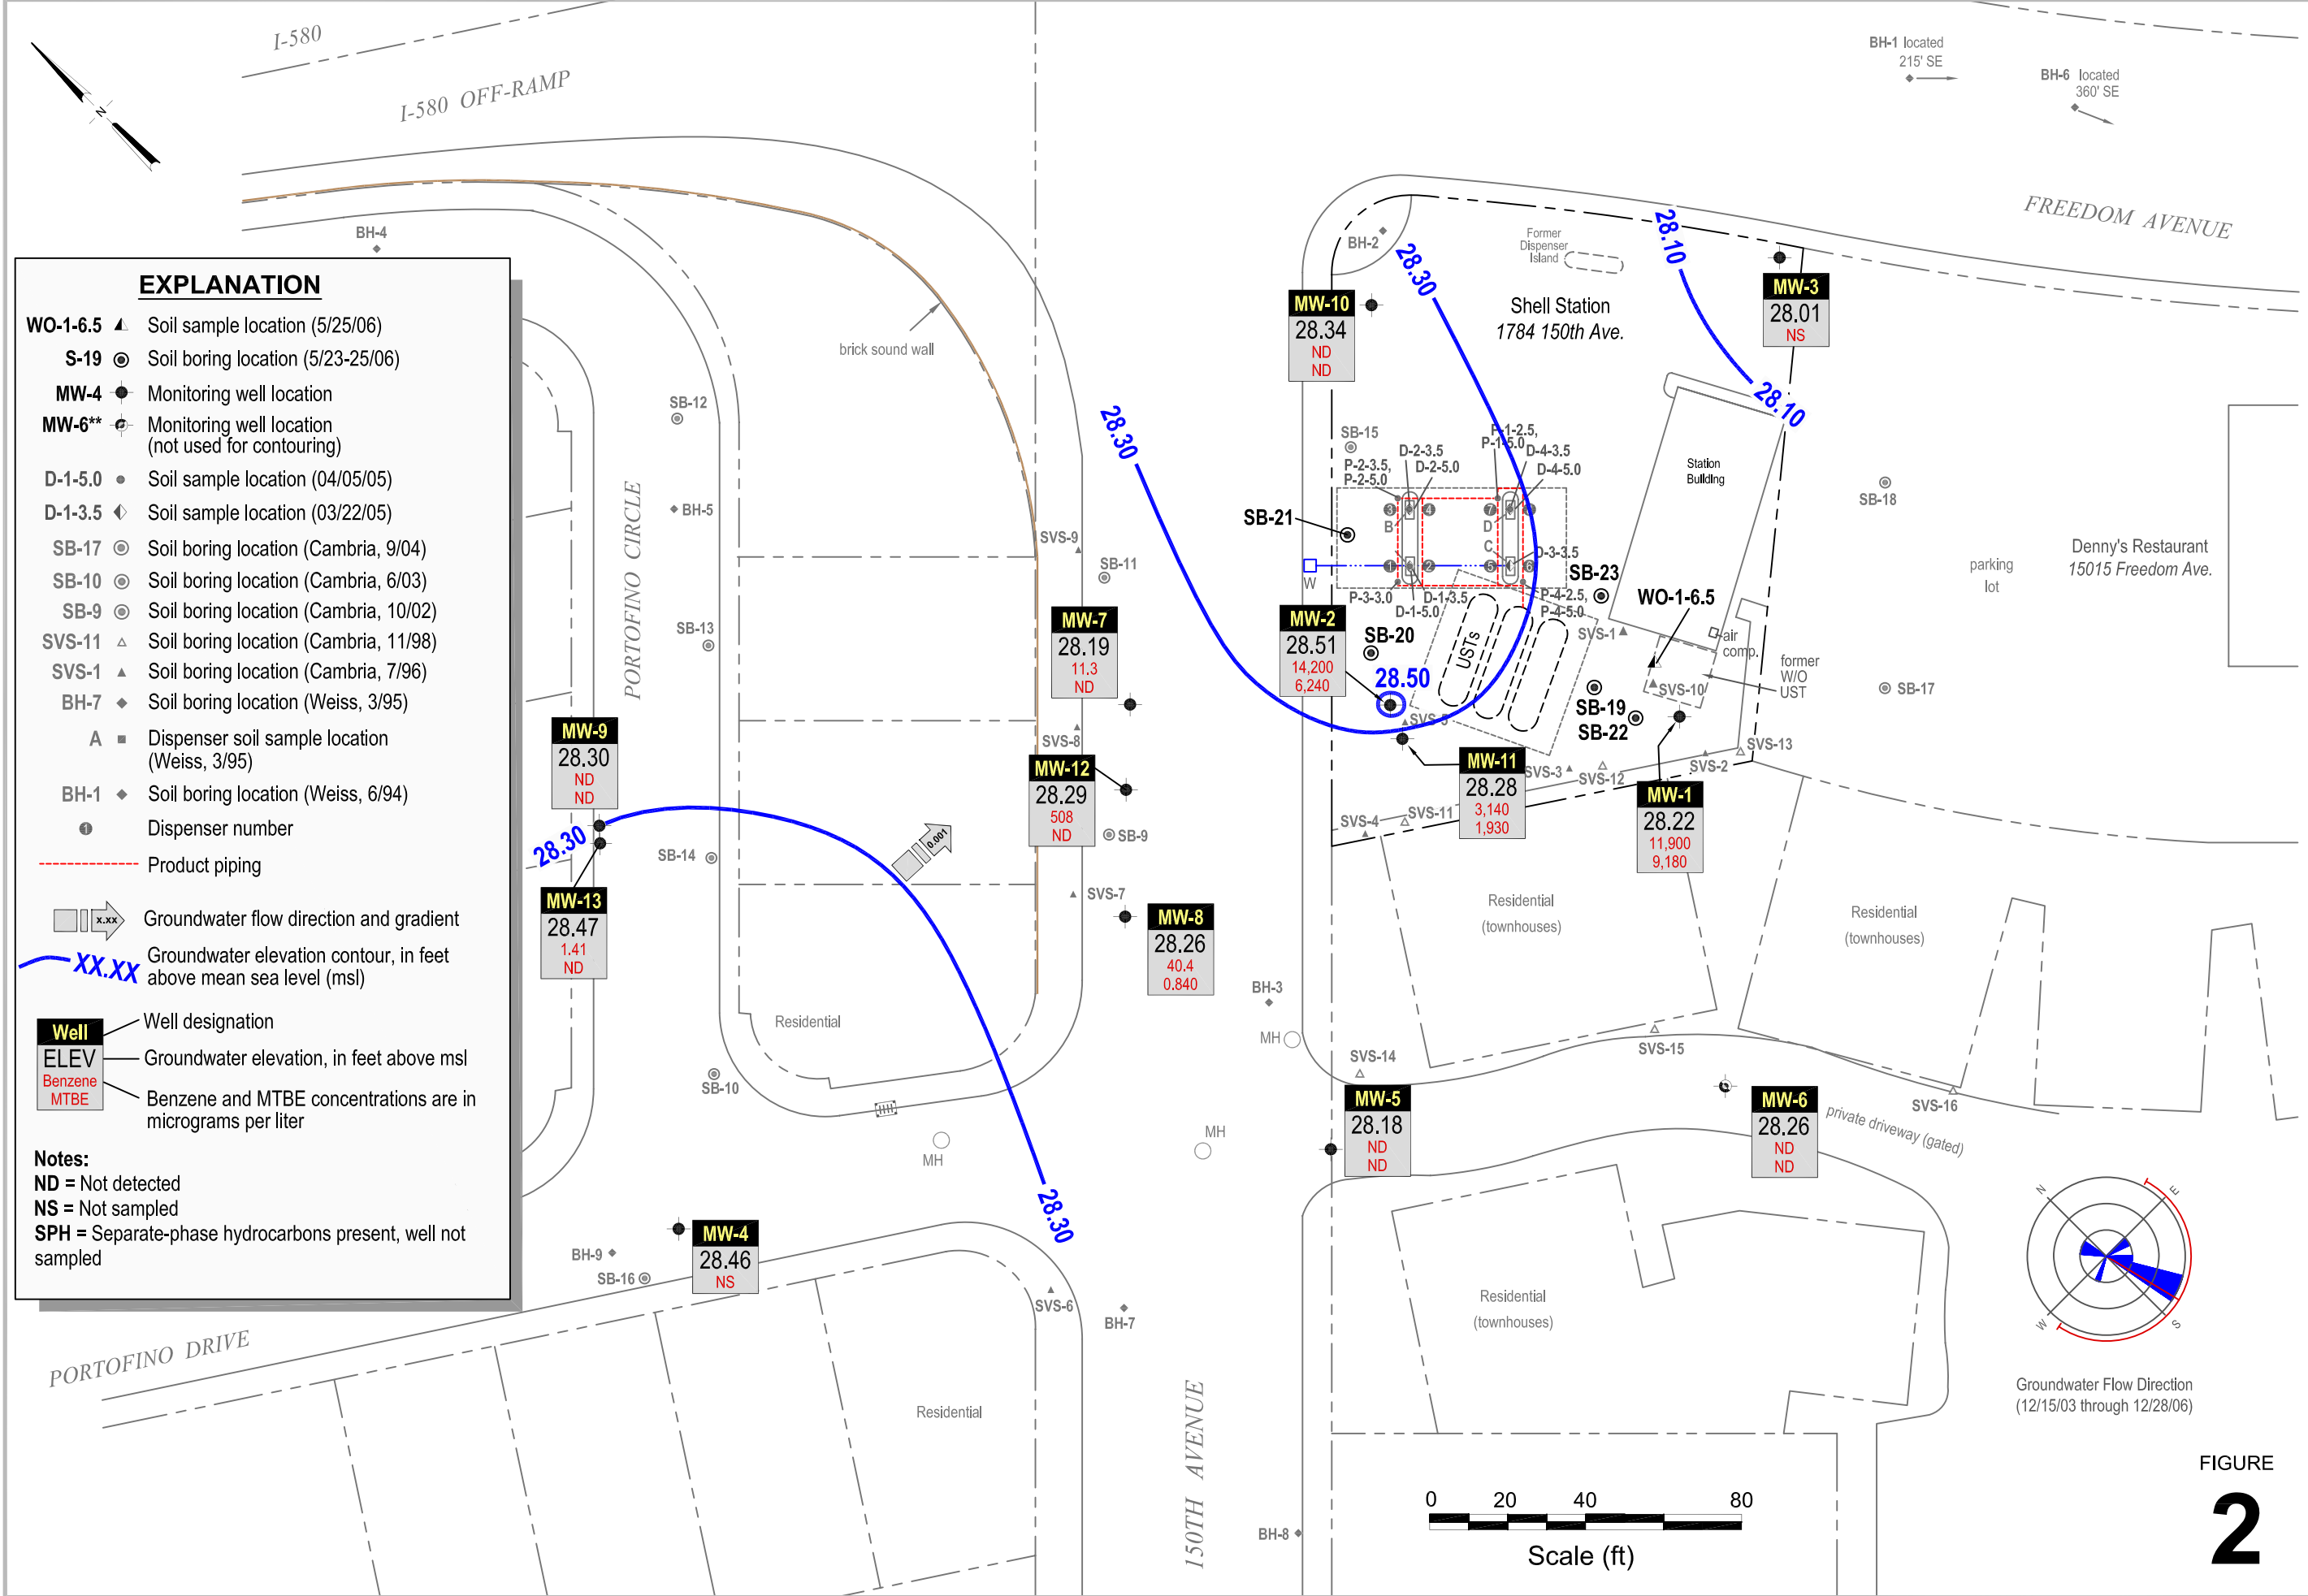 I-580
I-580 OFF-RAMP
BH-1 located
215' SE
BH-6 located
360' SE
FREEDOM AVENUE
N
BH-4
EXPLANATION
WO-1-6.5 Soil sample location (5/25/06)
S-19 Soil boring location (5/23-25/06)
MW-4 Monitoring well location
MW-6** Monitoring well location
(not used for contouring)
D-1-5.0 Soil sample location (04/05/05)
D-1-3.5 Soil sample location (03/22/05)
SB-17 Soil boring location (Cambria, 9/04)
SB-10 Soil boring location (Cambria, 6/03)
SB-9 Soil boring location (Cambria, 10/02)
SVS-11 Soil boring location (Cambria, 11/98)
SVS-1 Soil boring location (Cambria, 7/96)
BH-7 Soil boring location (Weiss, 3/95)
A Dispenser soil sample location
(Weiss, 3/95)
BH-1 Soil boring location (Weiss, 6/94)
1 Dispenser number
Product piping
x.xx Groundwater flow direction and gradient
XX.XX Groundwater elevation contour, in feet
above mean sea level (msl)
Well
ELEV
Benzene
MTBE
Well designation
Groundwater elevation, in feet above msl
Benzene and MTBE concentrations are in
micrograms per liter
Notes:
ND = Not detected
NS = Not sampled
SPH = Separate-phase hydrocarbons present, well not
sampled
brick sound wall
SB-12
BH-5
PORTOFINO CIRCLE
SB-13
SB-14
SB-10
MW-9
28.30
ND
ND
28.30
MW-13
28.47
1.41
ND
0.001
Residential
MH
28.30
MW-4
28.46
NS
BH-9
SB-16
PORTOFINO DRIVE
Residential
SVS-6
BH-7
150TH AVENUE
BH-8
28.30
SVS-9
SB-11
MW-7
28.19
11.3
ND
SVS-8
MW-12
28.29
508
ND
SB-9
SVS-7
MW-8
28.26
40.4
0.840
BH-3
MH
MH
SVS-14
MW-5
28.18
ND
ND
BH-2
MW-10
28.34
ND
ND
28.30
Former
Dispenser
Island
28.10
MW-3
28.01
NS
Shell Station
1784 150th Ave.
28.10
SB-15
P-2-3.5,
P-2-5.0
D-2-3.5
D-2-5.0
P-1-2.5,
P-1-5.0
D-4-3.5
D-4-5.0
3
4
7
B
D
SB-21
C
D-3-3.5
W
1
2
5
6
P-3-3.0
D-1-3.5
D-1-5.0
P-4-2.5,
P-4-5.0
SB-23
Station
Building
SB-18
parking
lot
Denny's Restaurant
15015 Freedom Ave.
WO-1-6.5
MW-2
28.51
14,200
6,240
SB-20
28.50
USTs
SVS-1
air
comp.
former
W/O
UST
SVS-10
SB-17
SB-19
SB-22
SVS-5
MW-11
28.28
3,140
1,930
SVS-3
SVS-12
SVS-2
SVS-13
SVS-4
SVS-11
MW-1
28.22
11,900
9,180
Residential
(townhouses)
Residential
(townhouses)
SVS-15
SVS-16
MW-6
28.26
ND
ND
private driveway (gated)
Residential
(townhouses)
N
E
W
S
Groundwater Flow Direction
(12/15/03 through 12/28/06)
0 20 40 80
Scale (ft)
FIGURE
2